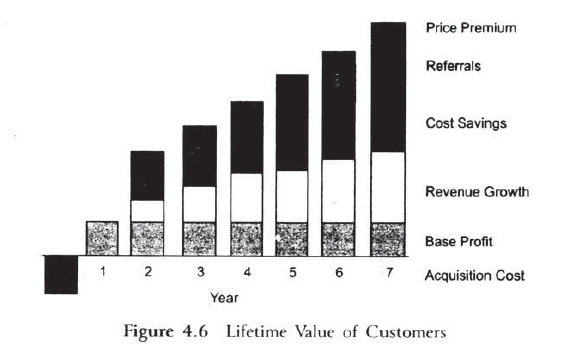 Price Premium
Referrals
Cost Savings
Revenue Growth
Base Profit
1 2 3 4 5 6 7 Acquisition Cost
Year
Figure 4.6 Lifetime Value of Customers